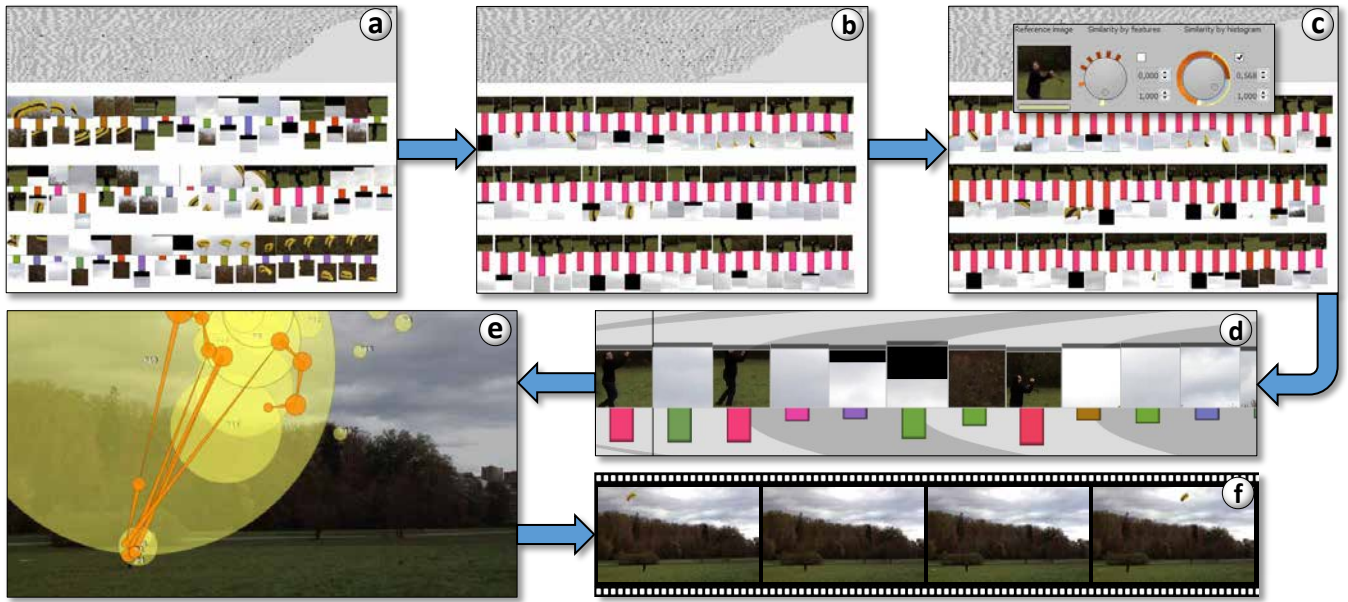 a
b
c
Reference image
Similarity by features
Similarity by histogram
0,000
0,568
1,000
1,000
d
e
f